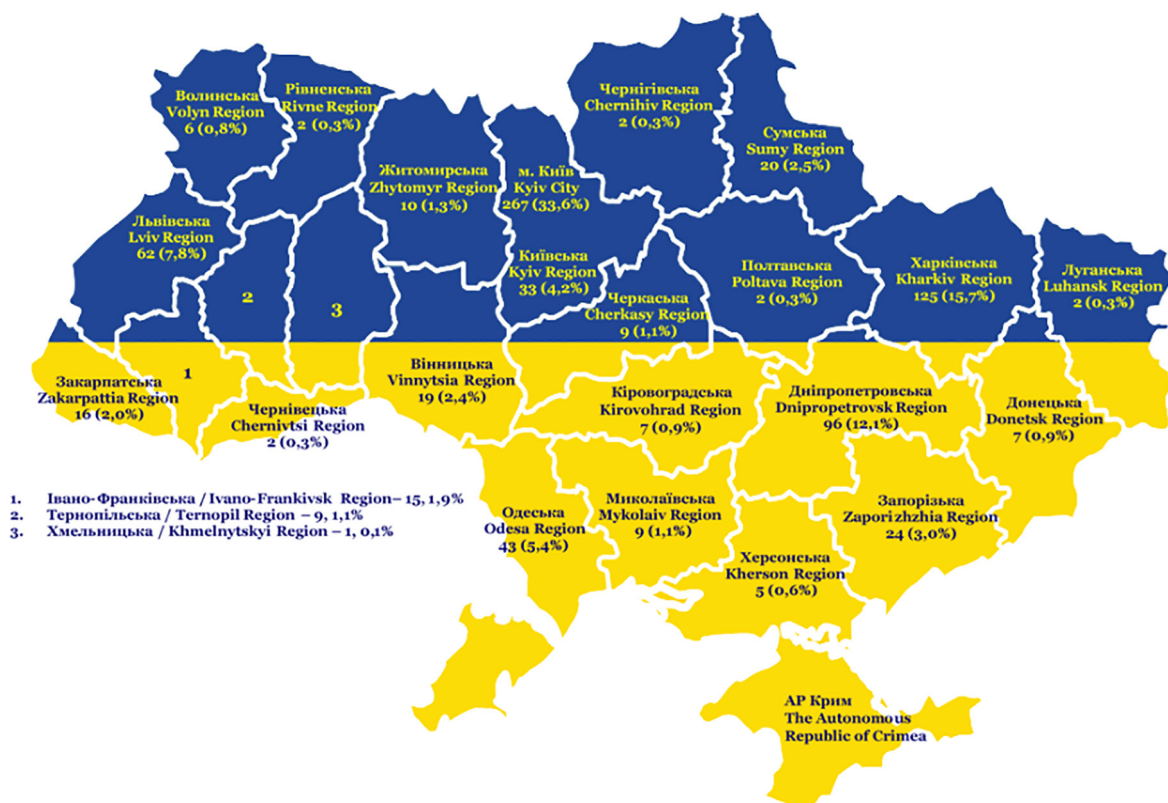 Волинська
Volyn Region
6 (0,8%)
Рівненська
Rivne Region
2 (0,3%)
Житомирська
Zhytomyr Region
10 (1,3%)
м. Київ
Kyiv City
267 (33,6%)
Чернігівська
Chernihiv Region
2 (0,3%)
Сумська
Sumy Region
20 (2,5%)
Львівська
Lviv Region
62 (7,8%)
2
3
Київська
Kyiv Region
33 (4,2%)
Черкаська
Cherkasy Region
9 (1,1%)
Полтавська
Poltava Region
2 (0,3%)
Харківська
Kharkiv Region
125 (15,7%)
Луганська
Luhansk Region
2 (0,3%)
Закарпатська
Zakarpattia Region
16 (2,0%)
1
Чернівецька
Chernivtsi Region
2 (0,3%)
Вінницька
Vinnytsia Region
19 (2,4%)
Кіровоградська
Kirovohrad Region
7 (0,9%)
Дніпропетровська
Dnipropetrovsk Region
96 (12,1%)
Донецька
Donetsk Region
7 (0,9%)
1. Івано-Франківська / Ivano-Frankivsk Region– 15, 1,9%
2. Тернопільська / Ternopil Region – 9, 1,1%
3. Хмельницька / Khmelnytskyi Region – 1, 0,1%
Одеська
Odesa Region
43 (5,4%)
Миколаївська
Mykolaiv Region
9 (1,1%)
Запорізька
Zaporizhzhia Region
24 (3,0%)
Херсонська
Kherson Region
5 (0,6%)
АР Крим
The Autonomous
Republic of Crimea